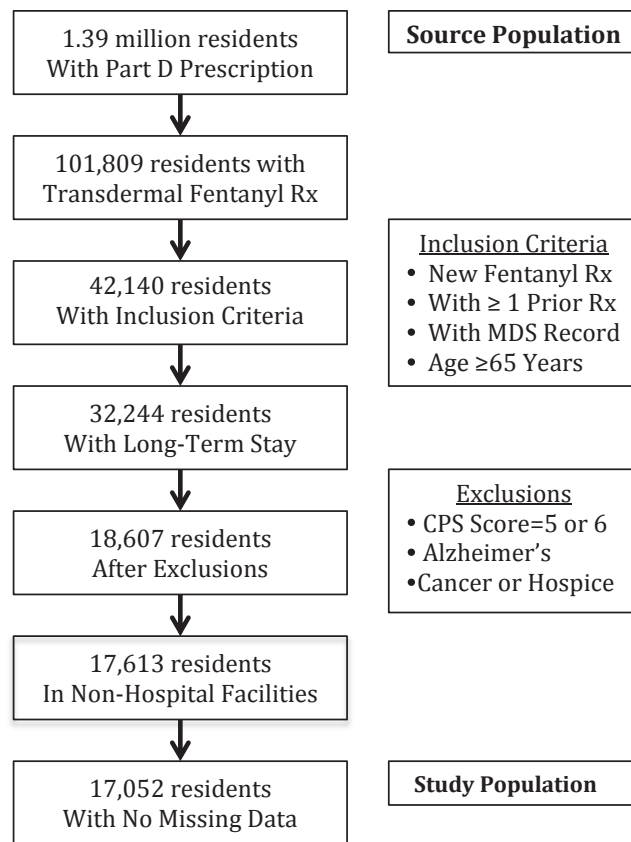 1.39 million residents
With Part D Prescription
Source Population
101,809 residents with
Transdermal Fentanyl Rx
42,140 residents
With Inclusion Criteria
Inclusion Criteria
• New Fentanyl Rx
• With ≥ 1 Prior Rx
• With MDS Record
• Age ≥65 Years
32,244 residents
With Long-Term Stay
18,607 residents
After Exclusions
Exclusions
• CPS Score=5 or 6
• Alzheimer's
•Cancer or Hospice
17,613 residents
In Non-Hospital Facilities
17,052 residents
With No Missing Data
Study Population